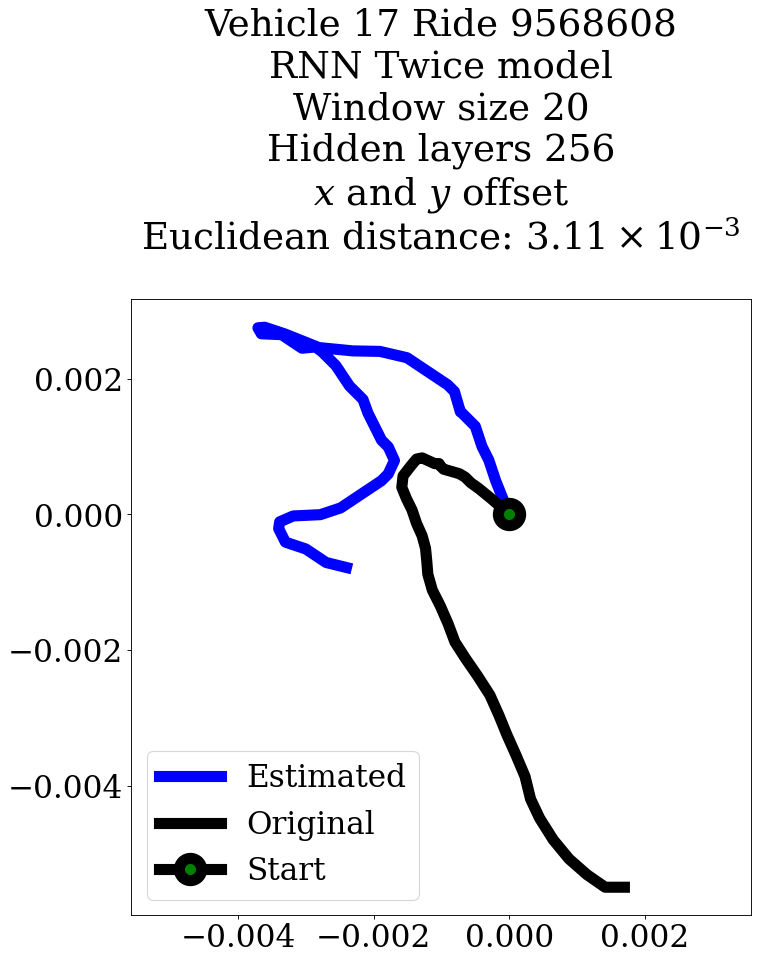 Vehicle 17 Ride 9568608
RNN Twice model
Window size 20
Hidden layers 256
x and y offset
Euclidean distance: 3.11 × 10⁻³
0.002
0.000
−0.002
−0.004
Estimated
Original
Start
−0.004 −0.002 0.000 0.002